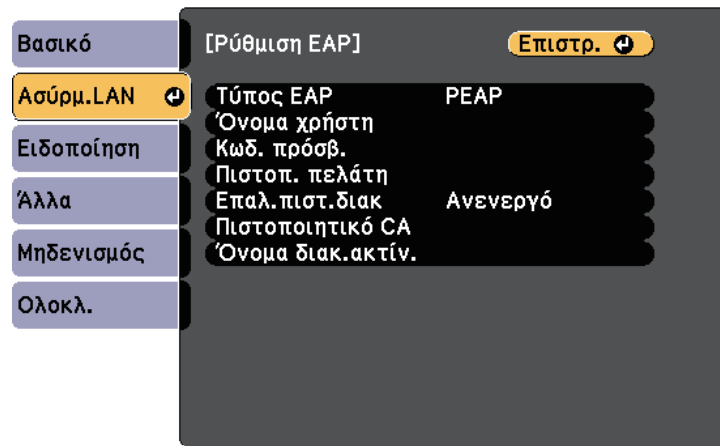 Βασικό
Ασύρμ.LAN
Ειδοποίηση
Άλλα
Μηδενισμός
Ολοκλ.
[Ρύθμιση EAP]
Επιστρ.
Τύπος EAP PEAP
Όνομα χρήστη
Κωδ. πρόσβ.
Πιστοπ. πελάτη
Επαλ.πιστ.διακ Ανενεργό
Πιστοποιητικό CA
Όνομα διακ.ακτίν.